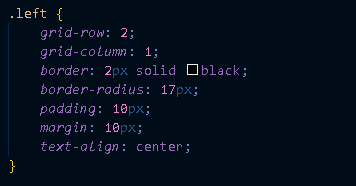 .left {
grid-row: 2;
grid-column: 1;
border: 2px solid black;
border-radius: 17px;
padding: 10px;
margin: 10px;
text-align: center;
}